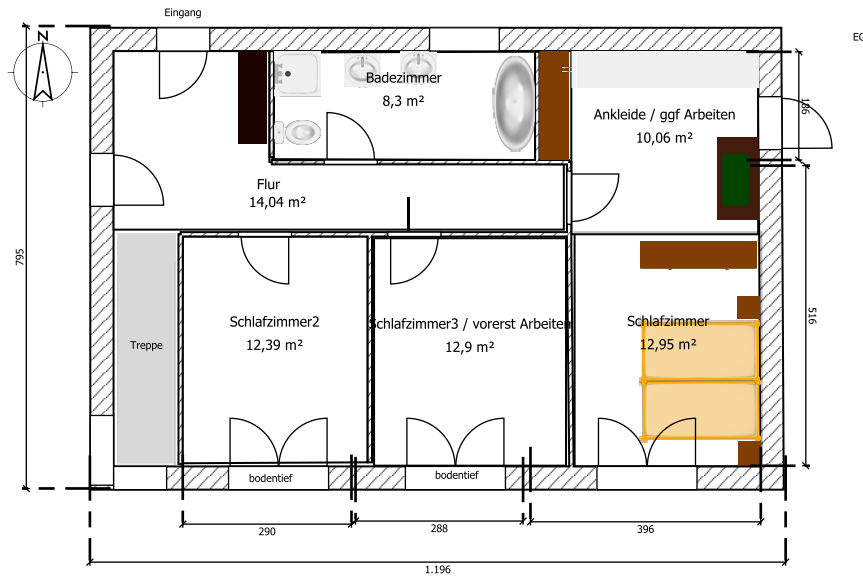 Eingang
EG
N
Badezimmer
8,3 m²
Ankleide / ggf Arbeiten
10,06 m²
186
Flur
14,04 m²
795
Schlafzimmer2
12,39 m²
Schlafzimmer3 / vorerst Arbeiten
12,9 m²
Schlafzimmer
12,95 m²
516
Treppe
bodentief
bodentief
290
288
396
1.196